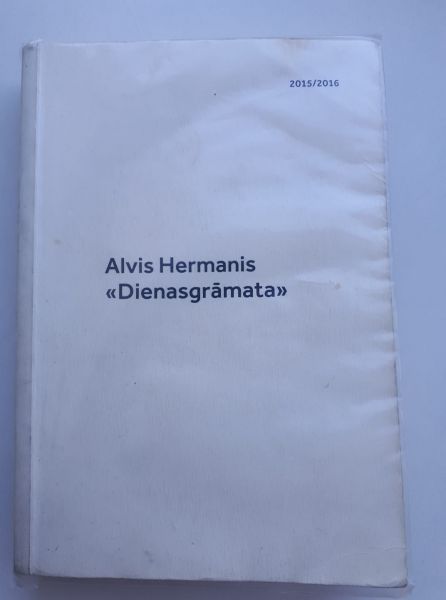 2015/2016
Alvis Hermanis
«Dienasgrāmata»